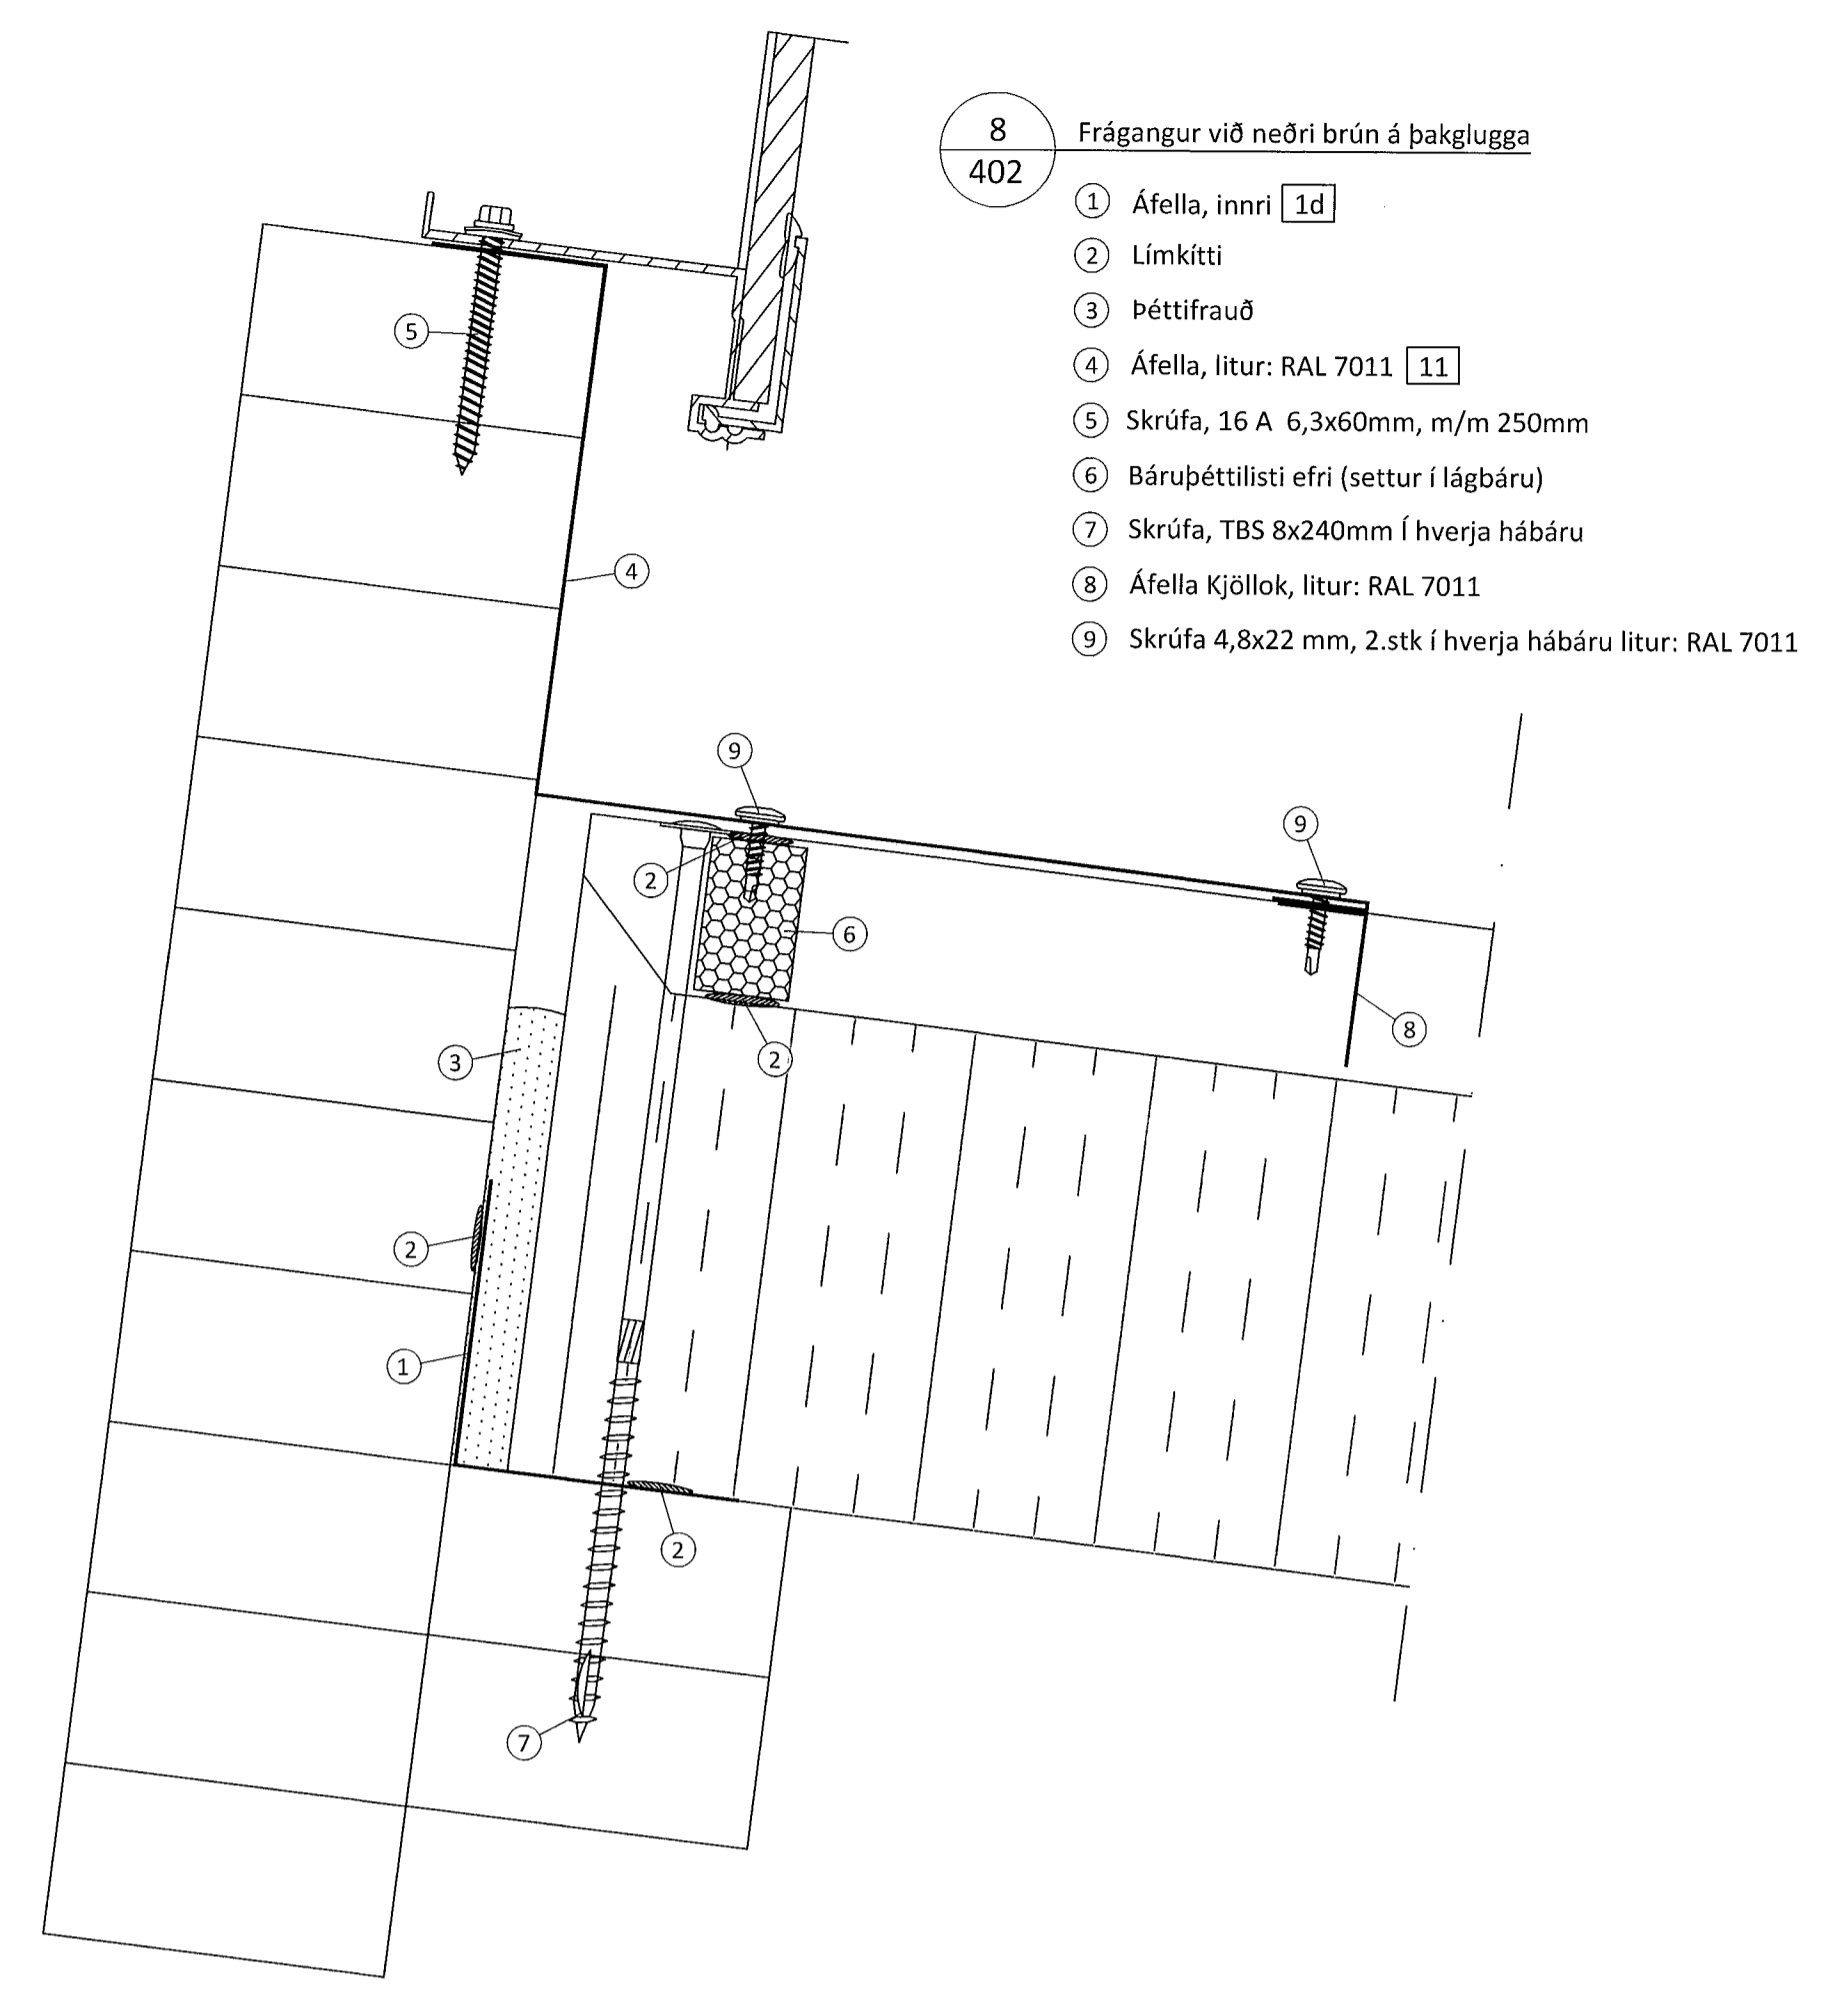 8
402
Frágangur við neðri brún á þakglugga
1 Áfella, innri 1d
2 Límkítti
3 Þéttifrauð
4 Áfella, litur: RAL 7011 11
5 Skrúfa, 16 A 6,3x60mm, m/m 250mm
6 Báruþéttilisti efri (settur í lágbáru)
7 Skrúfa, TBS 8x240mm Í hverja hábáru
8 Áfella Kjöllok, litur: RAL 7011
9 Skrúfa 4,8x22 mm, 2.stk í hverja hábáru litur: RAL 7011
5
4
9
9
2
6
8
3
2
2
1
2
7